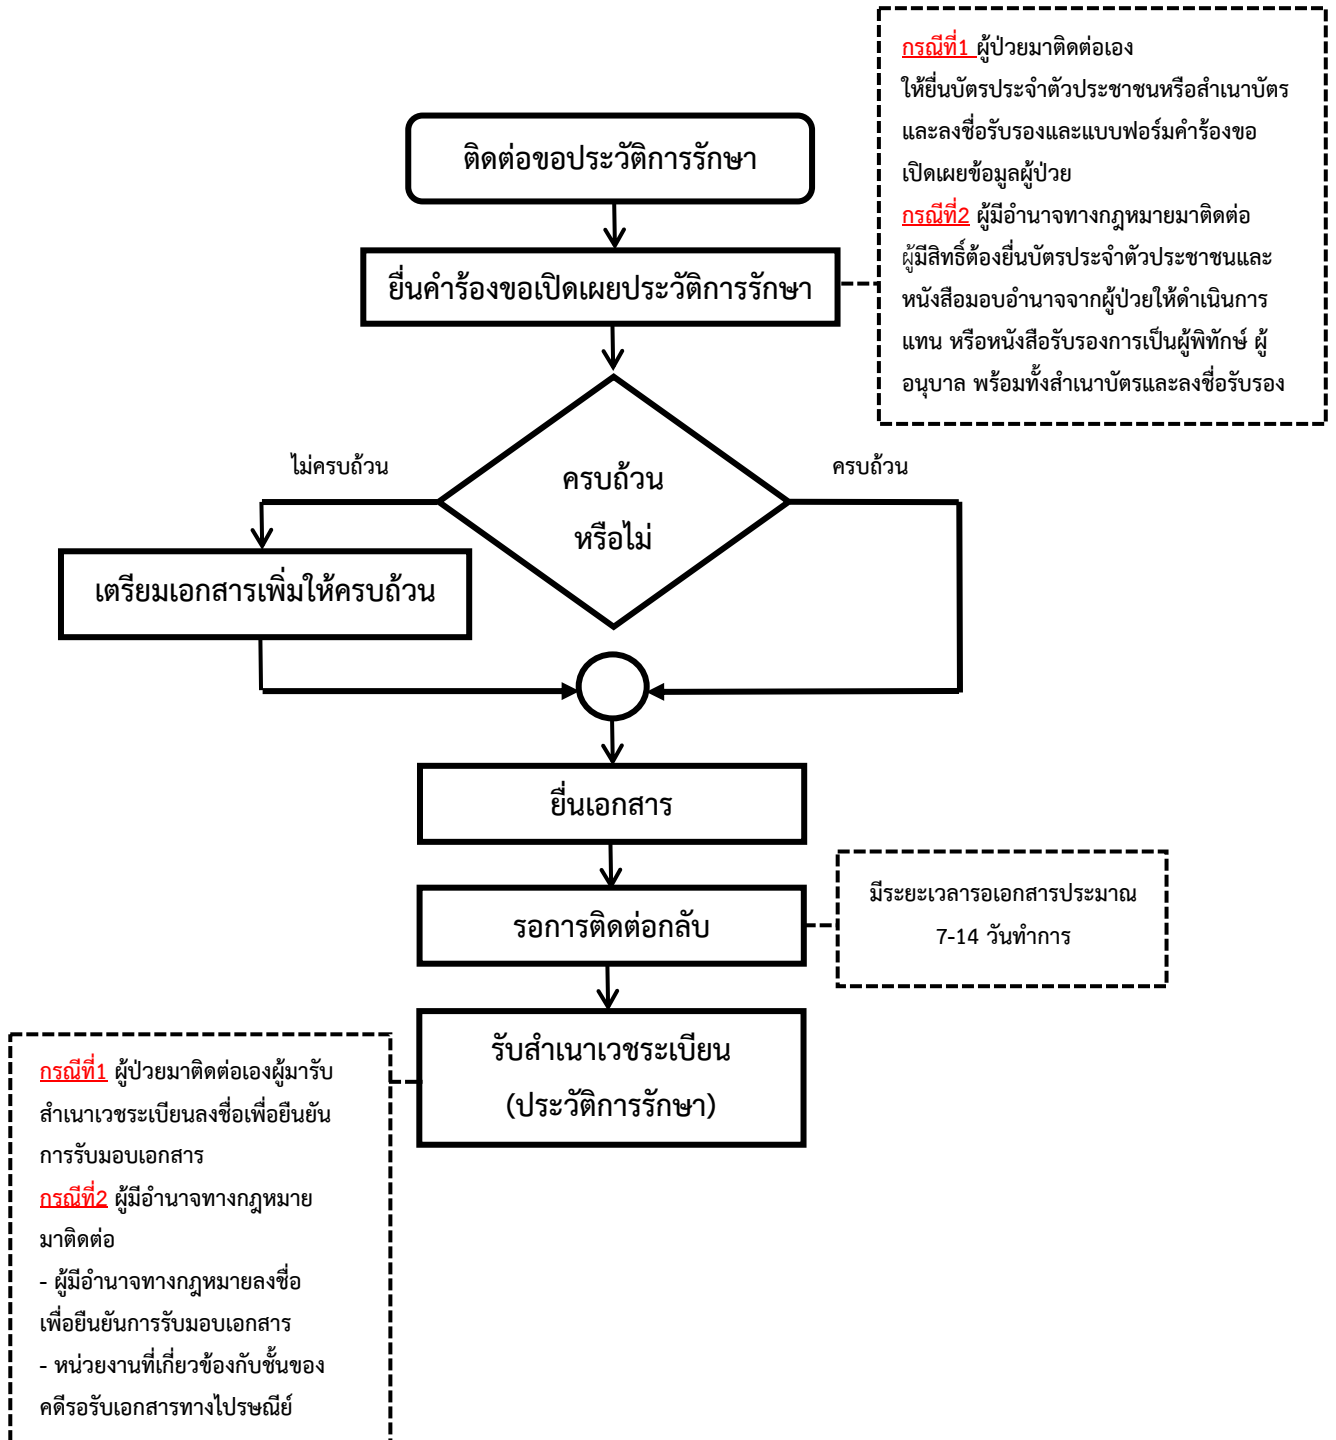 กรณีที่1 ผู้ป่วยมาติดต่อเอง
ให้ยื่นบัตรประจำตัวประชาชนหรือสำเนาบัตร
และลงชื่อรับรองและแบบฟอร์มคำร้องขอ
เปิดเผยข้อมูลผู้ป่วย
กรณีที่2 ผู้มีอำนาจทางกฎหมายมาติดต่อ
ผู้มีสิทธิ์ต้องยื่นบัตรประจำตัวประชาชนและ
หนังสือมอบอำนาจจากผู้ป่วยให้ดำเนินการ
แทน หรือหนังสือรับรองการเป็นผู้พิทักษ์ ผู้
อนุบาล พร้อมทั้งสำเนาบัตรและลงชื่อรับรอง
ติดต่อขอประวัติการรักษา
ยื่นคำร้องขอเปิดเผยประวัติการรักษา
ไม่ครบถ้วน
ครบถ้วน
ครบถ้วน
หรือไม่
เตรียมเอกสารเพิ่มให้ครบถ้วน
ยื่นเอกสาร
รอการติดต่อกลับ
มีระยะเวลารอเอกสารประมาณ
7-14 วันทำการ
รับสำเนาเวชระเบียน
(ประวัติการรักษา)
กรณีที่1 ผู้ป่วยมาติดต่อเองผู้มารับ
สำเนาเวชระเบียนลงชื่อเพื่อยืนยัน
การรับมอบเอกสาร
กรณีที่2 ผู้มีอำนาจทางกฎหมาย
มาติดต่อ
- ผู้มีอำนาจทางกฎหมายลงชื่อ
เพื่อยืนยันการรับมอบเอกสาร
- หน่วยงานที่เกี่ยวข้องกับชั้นของ
คดีรอรับเอกสารทางไปรษณีย์